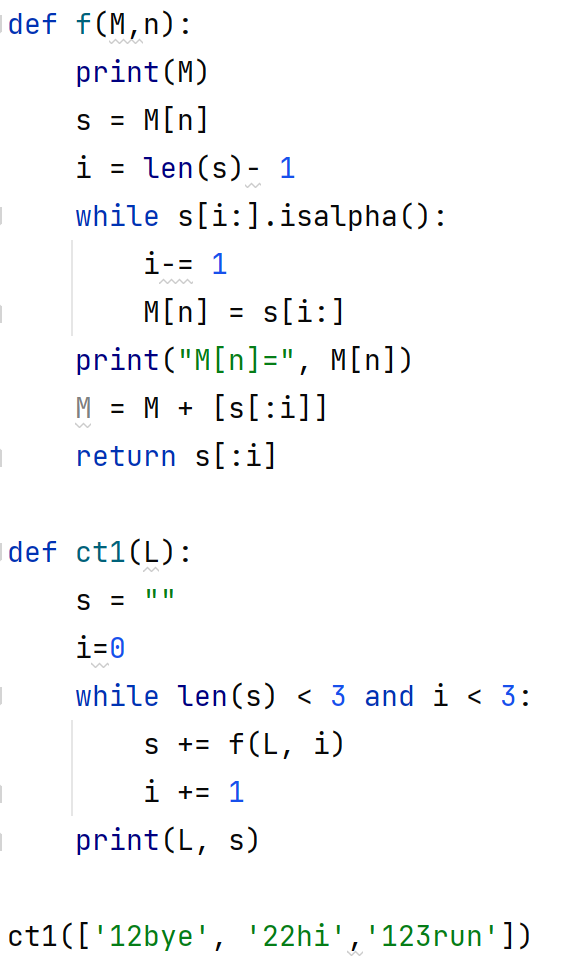 def f(M,n):
    print(M)
    s = M[n]
    i = len(s)- 1
    while s[i:].isalpha():
        i-= 1
        M[n] = s[i:]
    print("M[n]=", M[n])
    M = M + [s[:i]]
    return s[:i]

def ct1(L):
    s = ""
    i=0
    while len(s) < 3 and i < 3:
        s += f(L, i)
        i += 1
    print(L, s)

ct1(['12bye', '22hi','123run'])